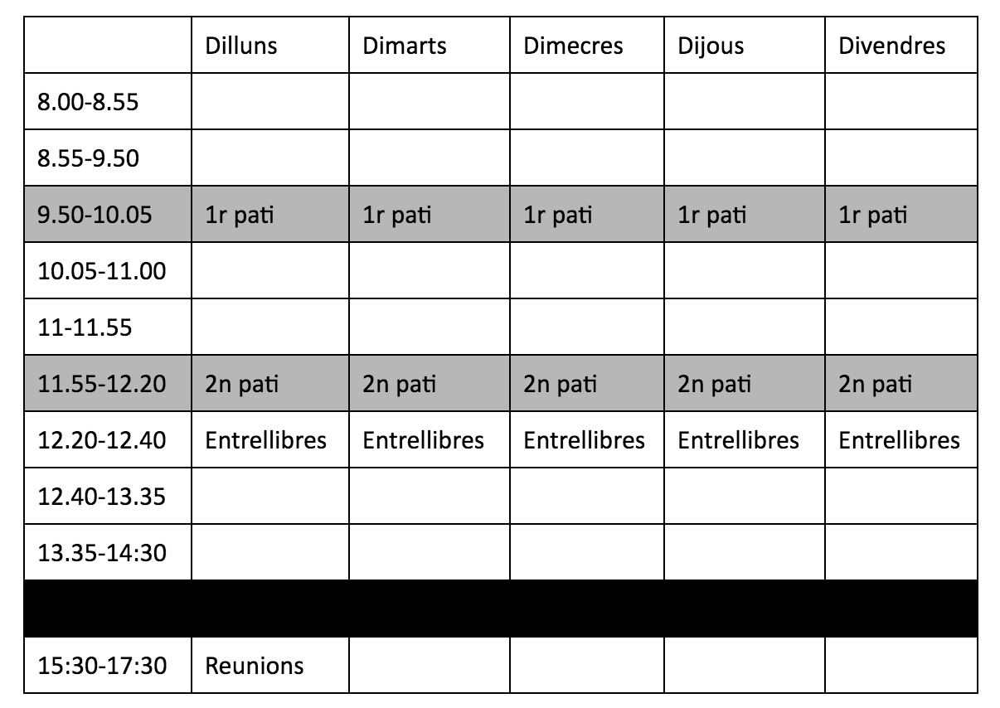 Dilluns Dimarts Dimecres Dijous Divendres
8.00-8.55
8.55-9.50
9.50-10.05 1r pati 1r pati 1r pati 1r pati 1r pati
10.05-11.00
11-11.55
11.55-12.20 2n pati 2n pati 2n pati 2n pati 2n pati
12.20-12.40 Entrellibres Entrellibres Entrellibres Entrellibres Entrellibres
12.40-13.35
13.35-14:30
15:30-17:30 Reunions